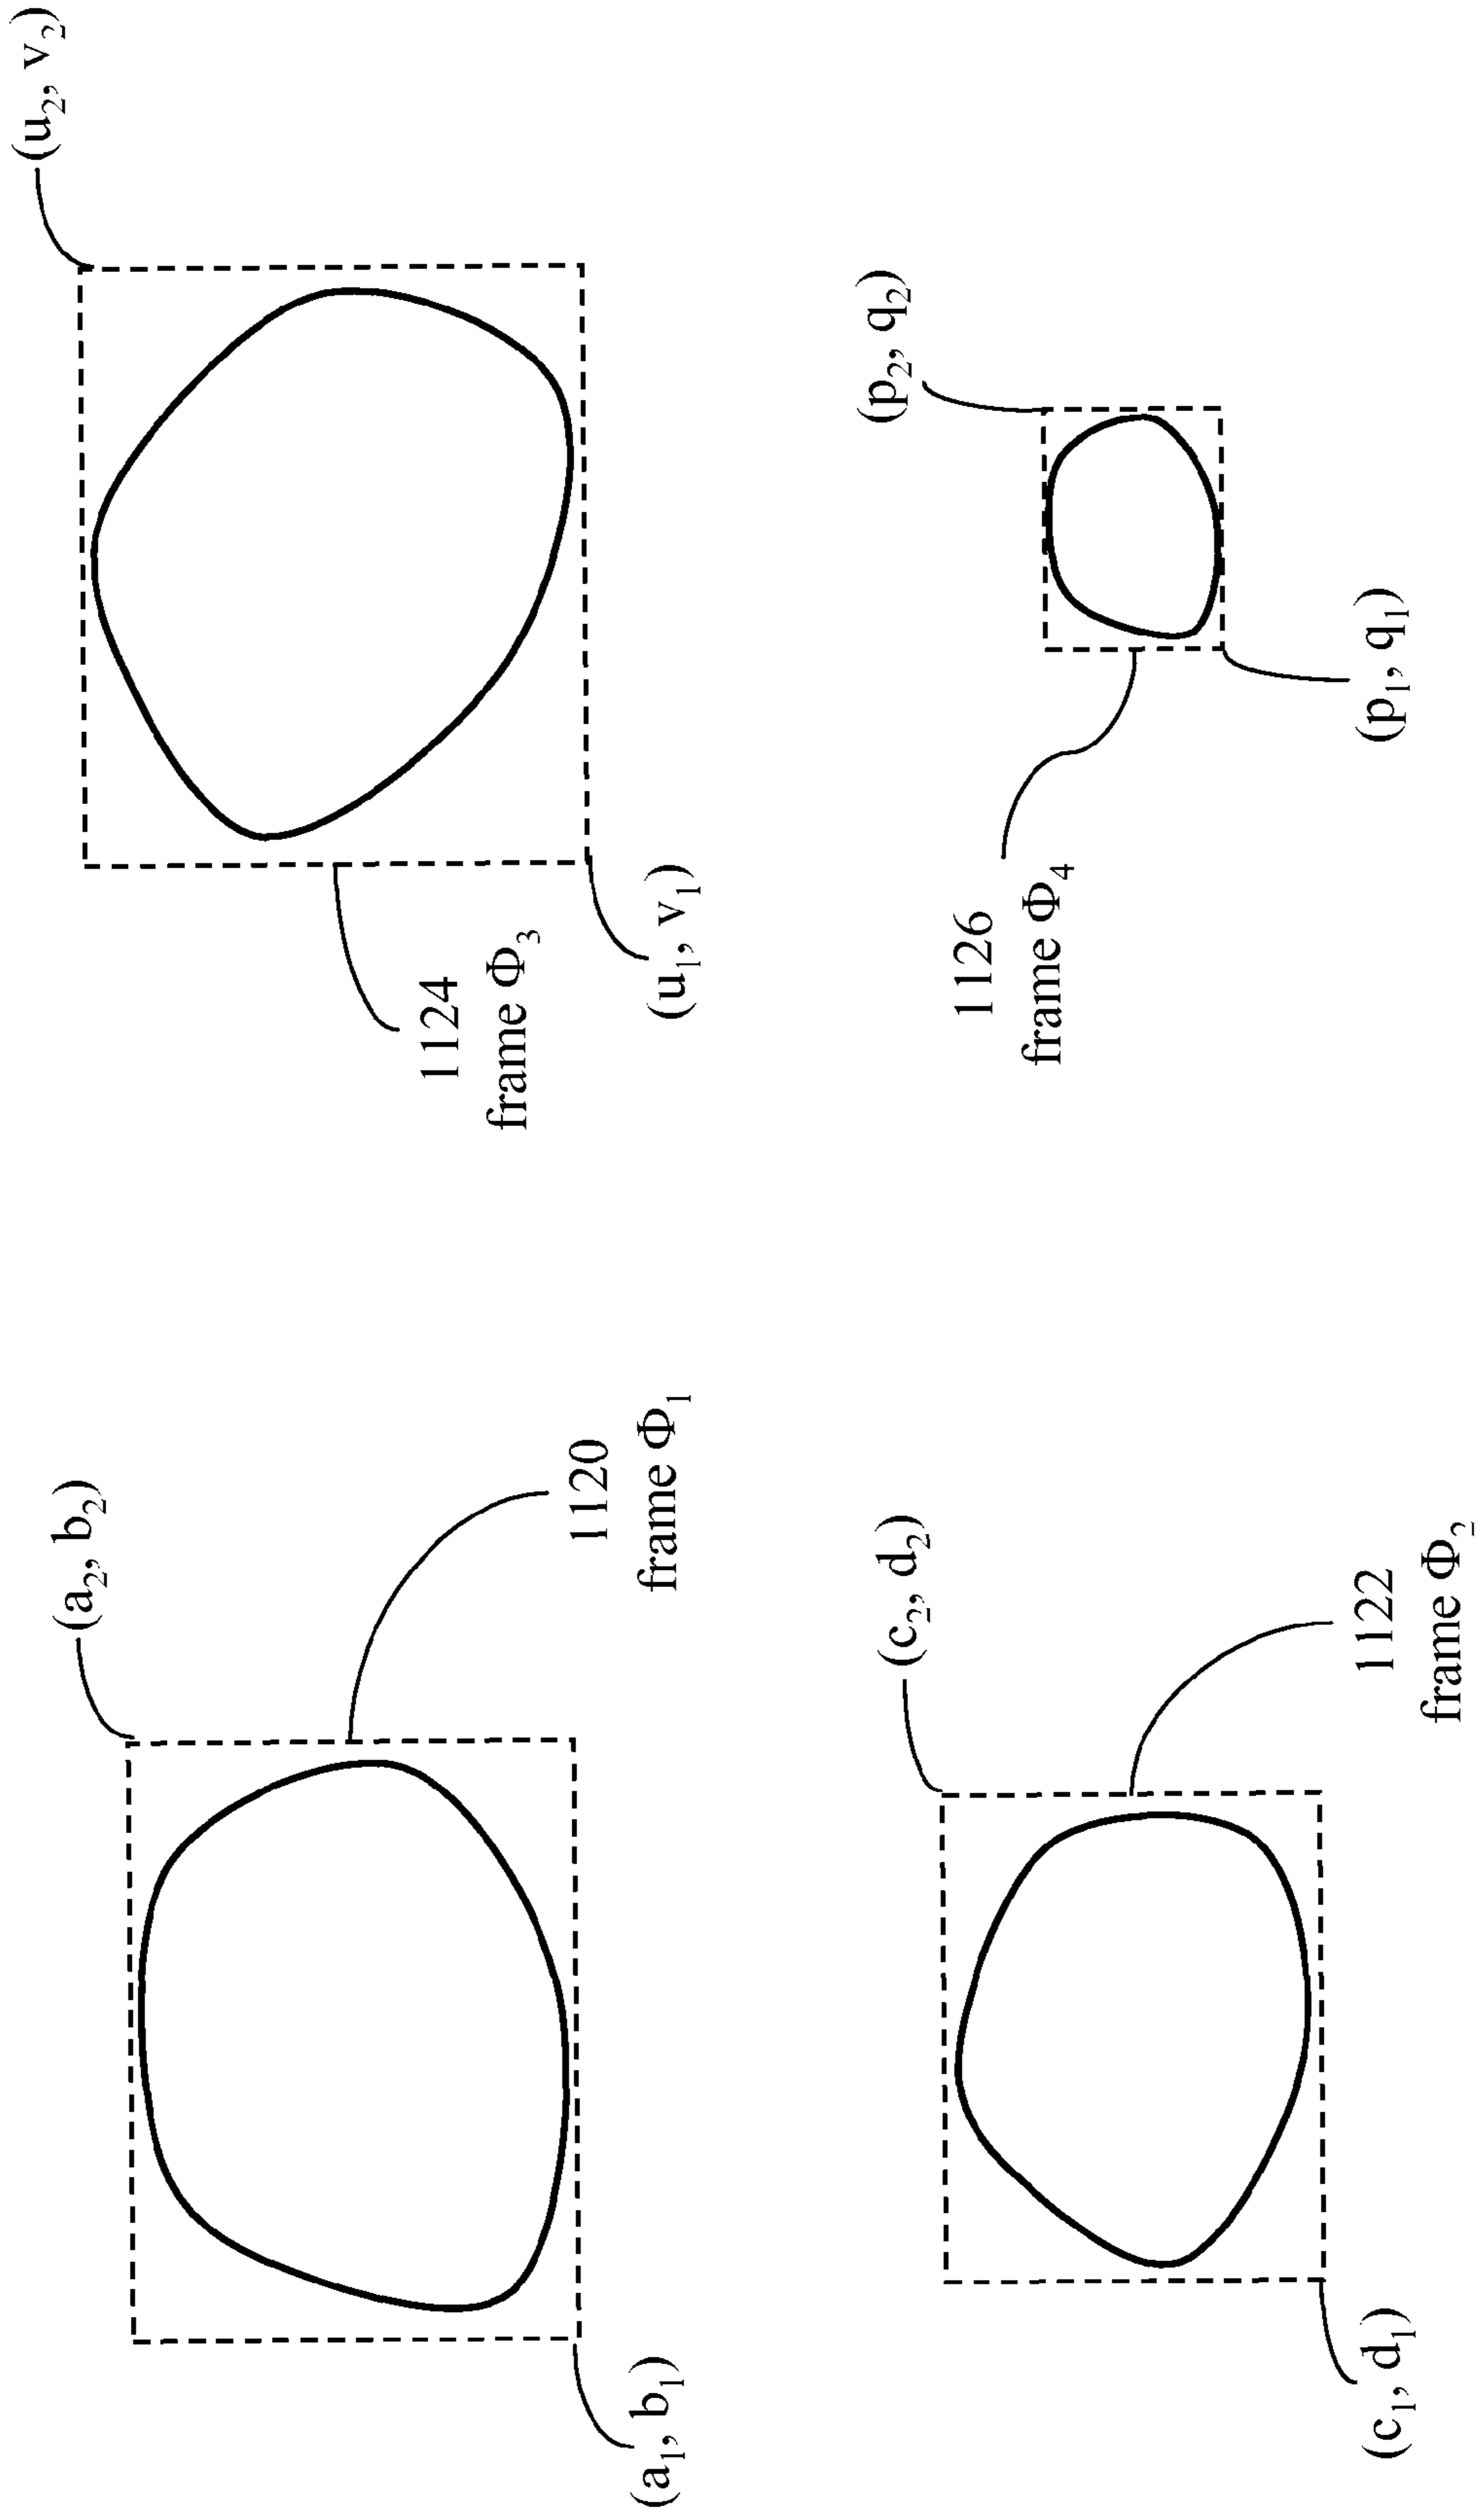 (a₂, b₂)
1120
frame Φ₁
(a₁, b₁)
(u₂, v₂)
1124
frame Φ₃
(u₁, v₁)
(c₂, d₂)
1122
frame Φ₂
(c₁, d₁)
(p₂, q₂)
1126
frame Φ₄
(p₁, q₁)